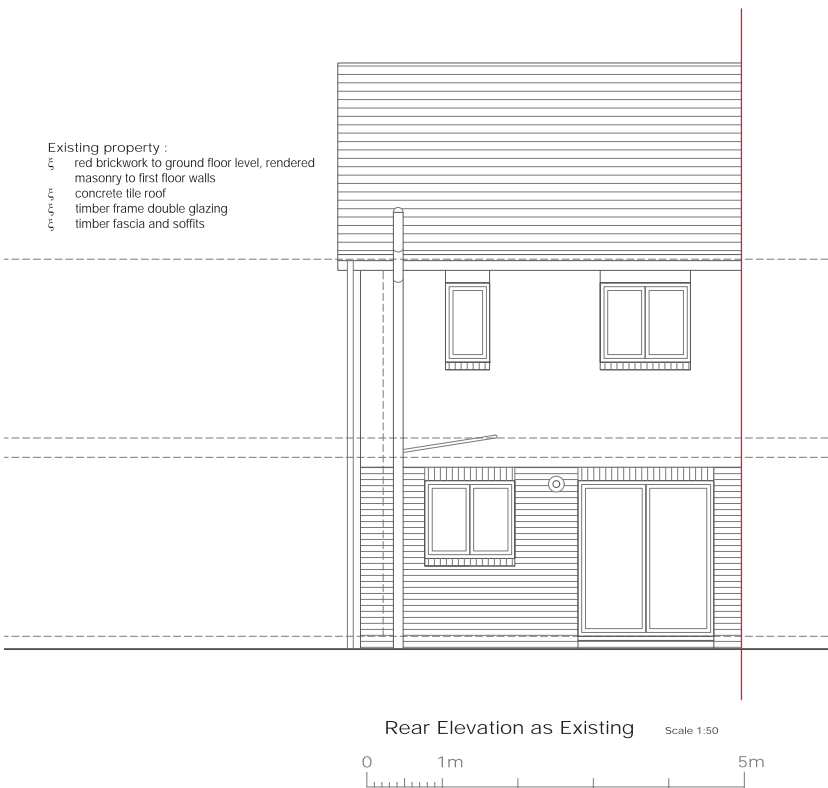 Existing property :
ξ red brickwork to ground floor level, rendered
masonry to first floor walls
ξ concrete tile roof
ξ timber frame double glazing
ξ timber fascia and soffits
Rear Elevation as Existing Scale 1:50
0 1m 5m